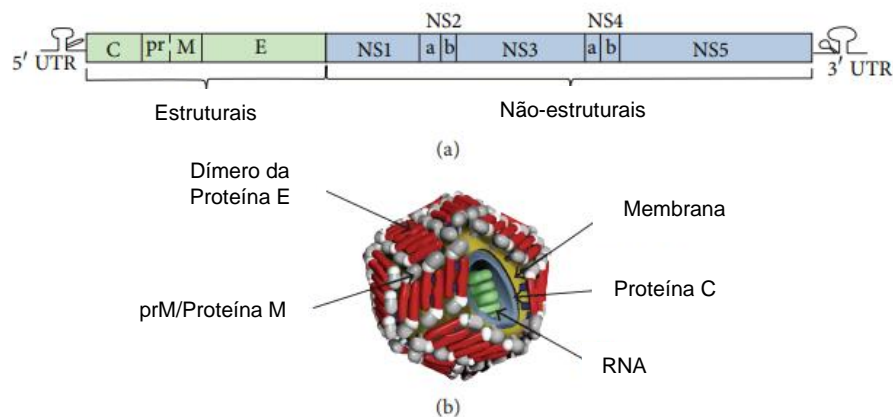 NS2 NS4
C pr M E NS1 a b NS3 a b NS5
5′ UTR 3′ UTR
Estruturais Não-estruturais
(a)
Dímero da
Proteína E
Membrana
prM/Proteína M
Proteína C
RNA
(b)